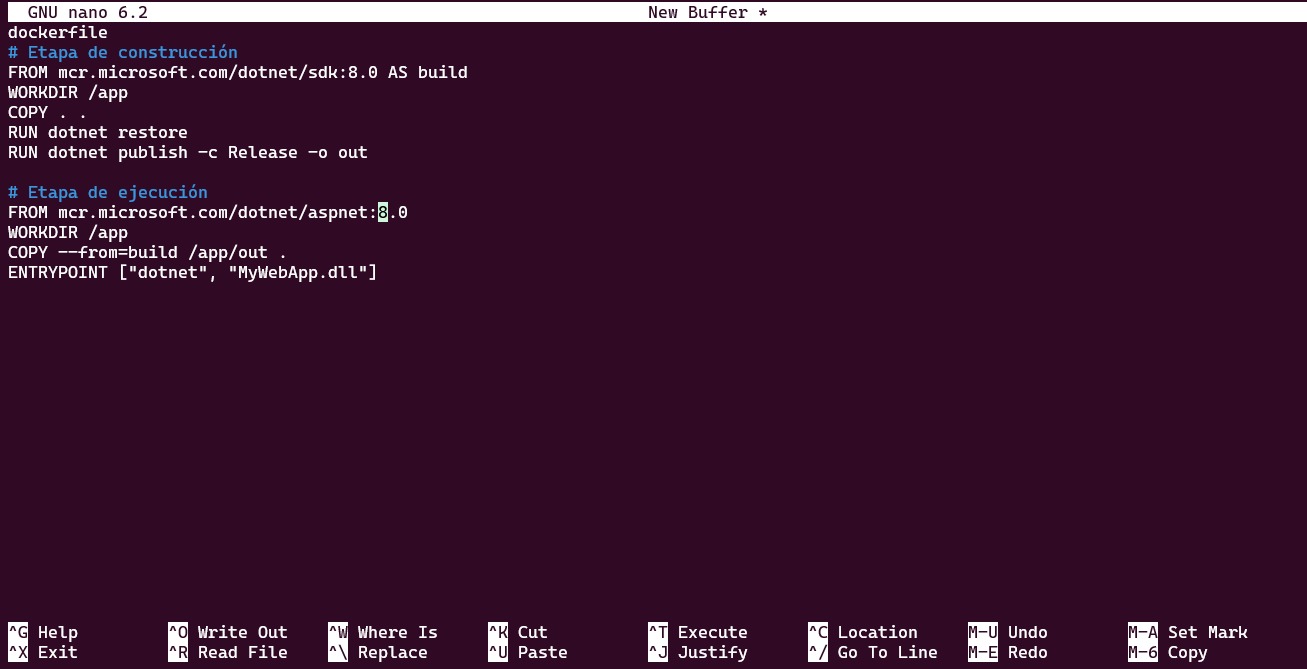 GNU nano 6.2 New Buffer *
dockerfile
# Etapa de construcción
FROM mcr.microsoft.com/dotnet/sdk:8.0 AS build
WORKDIR /app
COPY . .
RUN dotnet restore
RUN dotnet publish -c Release -o out

# Etapa de ejecución
FROM mcr.microsoft.com/dotnet/aspnet:8.0
WORKDIR /app
COPY --from=build /app/out .
ENTRYPOINT ["dotnet", "MyWebApp.dll"]

^G Help ^O Write Out ^W Where Is ^K Cut ^T Execute ^C Location M-U Undo M-A Set Mark
^X Exit ^R Read File ^\ Replace ^U Paste ^J Justify ^/ Go To Line M-E Redo M-6 Copy